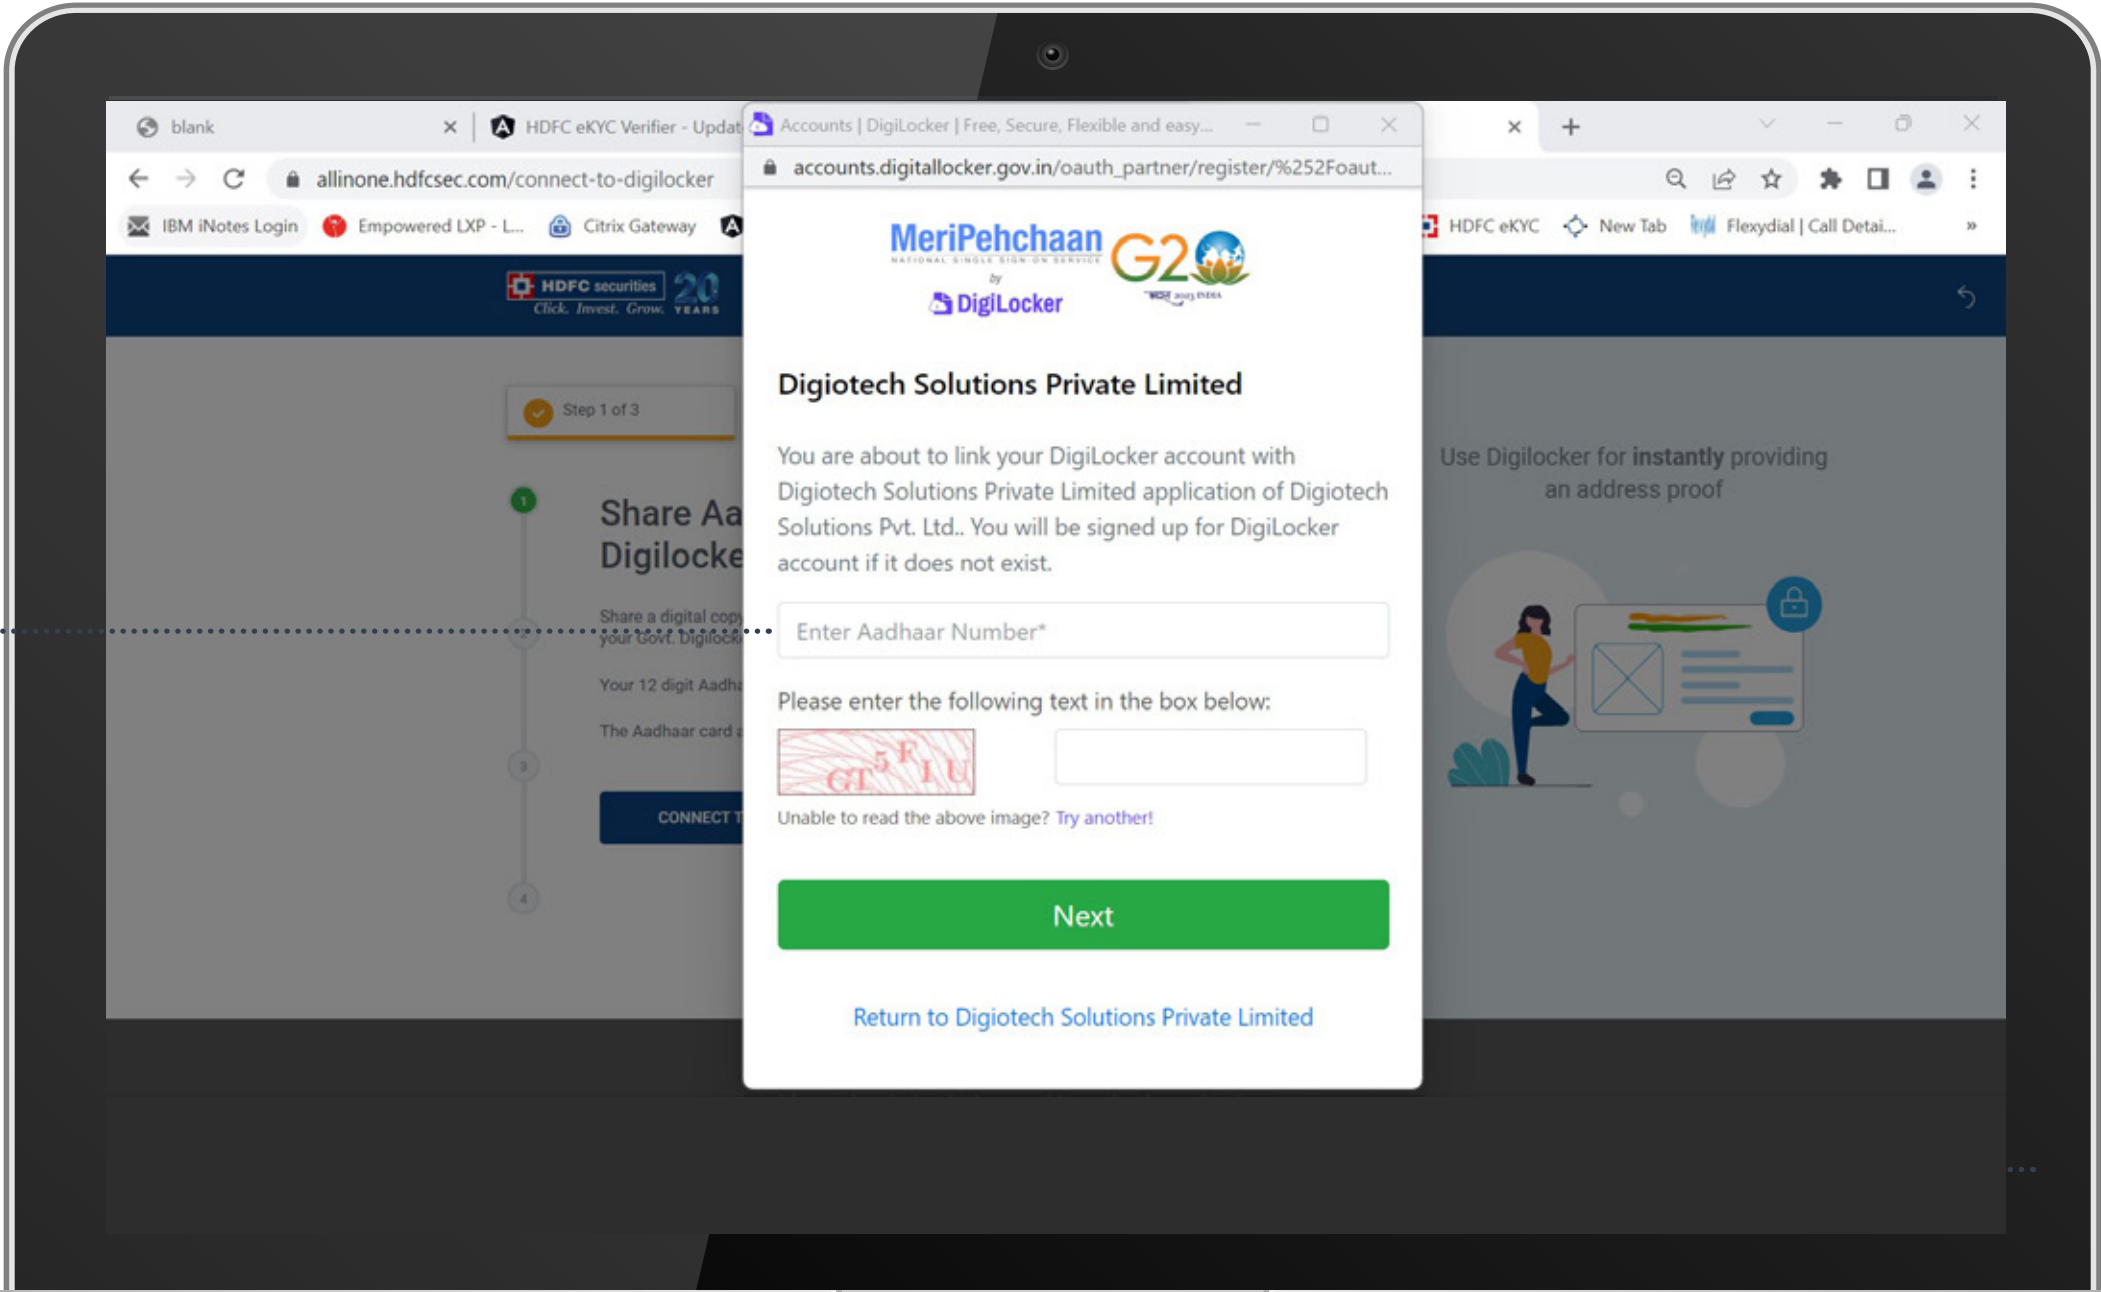 blank
HDFC eKYC Verifier - Updat
Accounts | DigiLocker | Free, Secure, Flexible and easy...
allinone.hdfcsec.com/connect-to-digilocker
accounts.digitallocker.gov.in/oauth_partner/register/%252Foaut...
IBM iNotes Login
Empowered LXP - L...
Citrix Gateway
HDFC eKYC
New Tab
Flexydial | Call Detai...
»
HDFC securities
Click. Invest. Grow.
20
YEARS
MeriPehchaan
NATIONAL SINGLE SIGN-ON SERVICE
by
DigiLocker
G20
2023 INDIA
Step 1 of 3
1
Share Aa
Digilocke
Share a digital copy
your Govt. Digilock
Your 12 digit Aadha
The Aadhaar card a
2
3
4
CONNECT T
Digiotech Solutions Private Limited
You are about to link your DigiLocker account with
Digiotech Solutions Private Limited application of Digiotech
Solutions Pvt. Ltd.. You will be signed up for DigiLocker
account if it does not exist.
Enter Aadhaar Number*
Please enter the following text in the box below:
GT5FIU
Unable to read the above image? Try another!
Next
Return to Digiotech Solutions Private Limited
Use Digilocker for instantly providing
an address proof